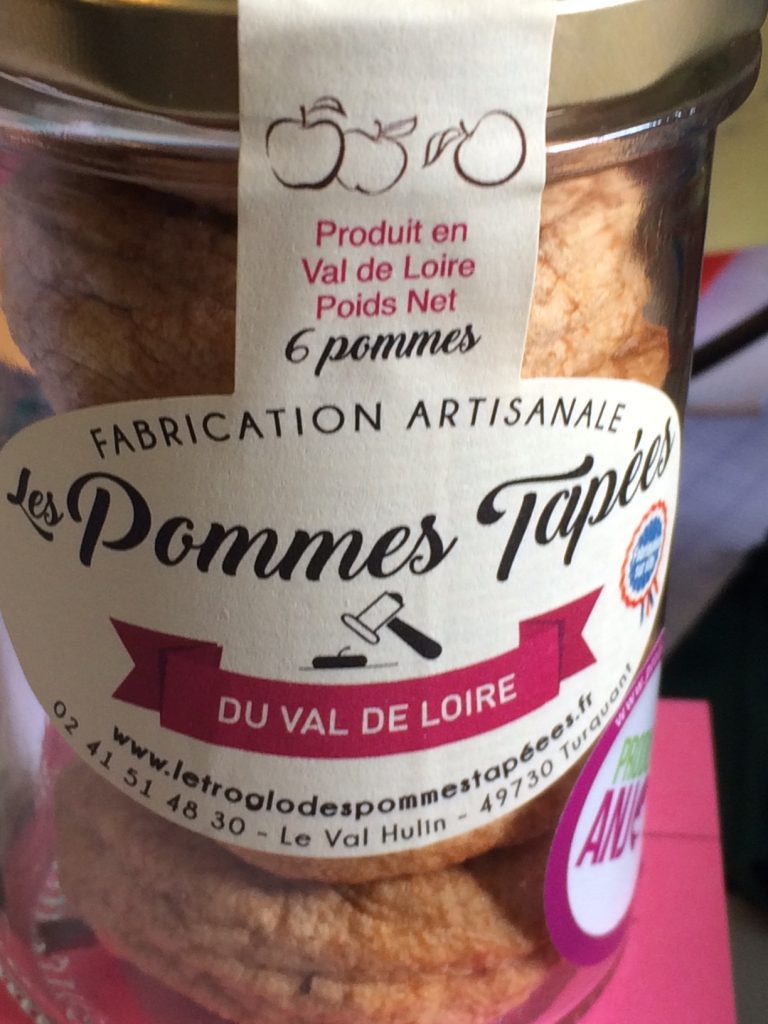 Produit en
Val de Loire
Poids Net
6 pommes
FABRICATION ARTISANALE
Les Pommes Tapées
DU VAL DE LOIRE
www.letroglodespommestapéees.fr
02 41 51 48 30 - Le Val Hulin - 49730 Turquant